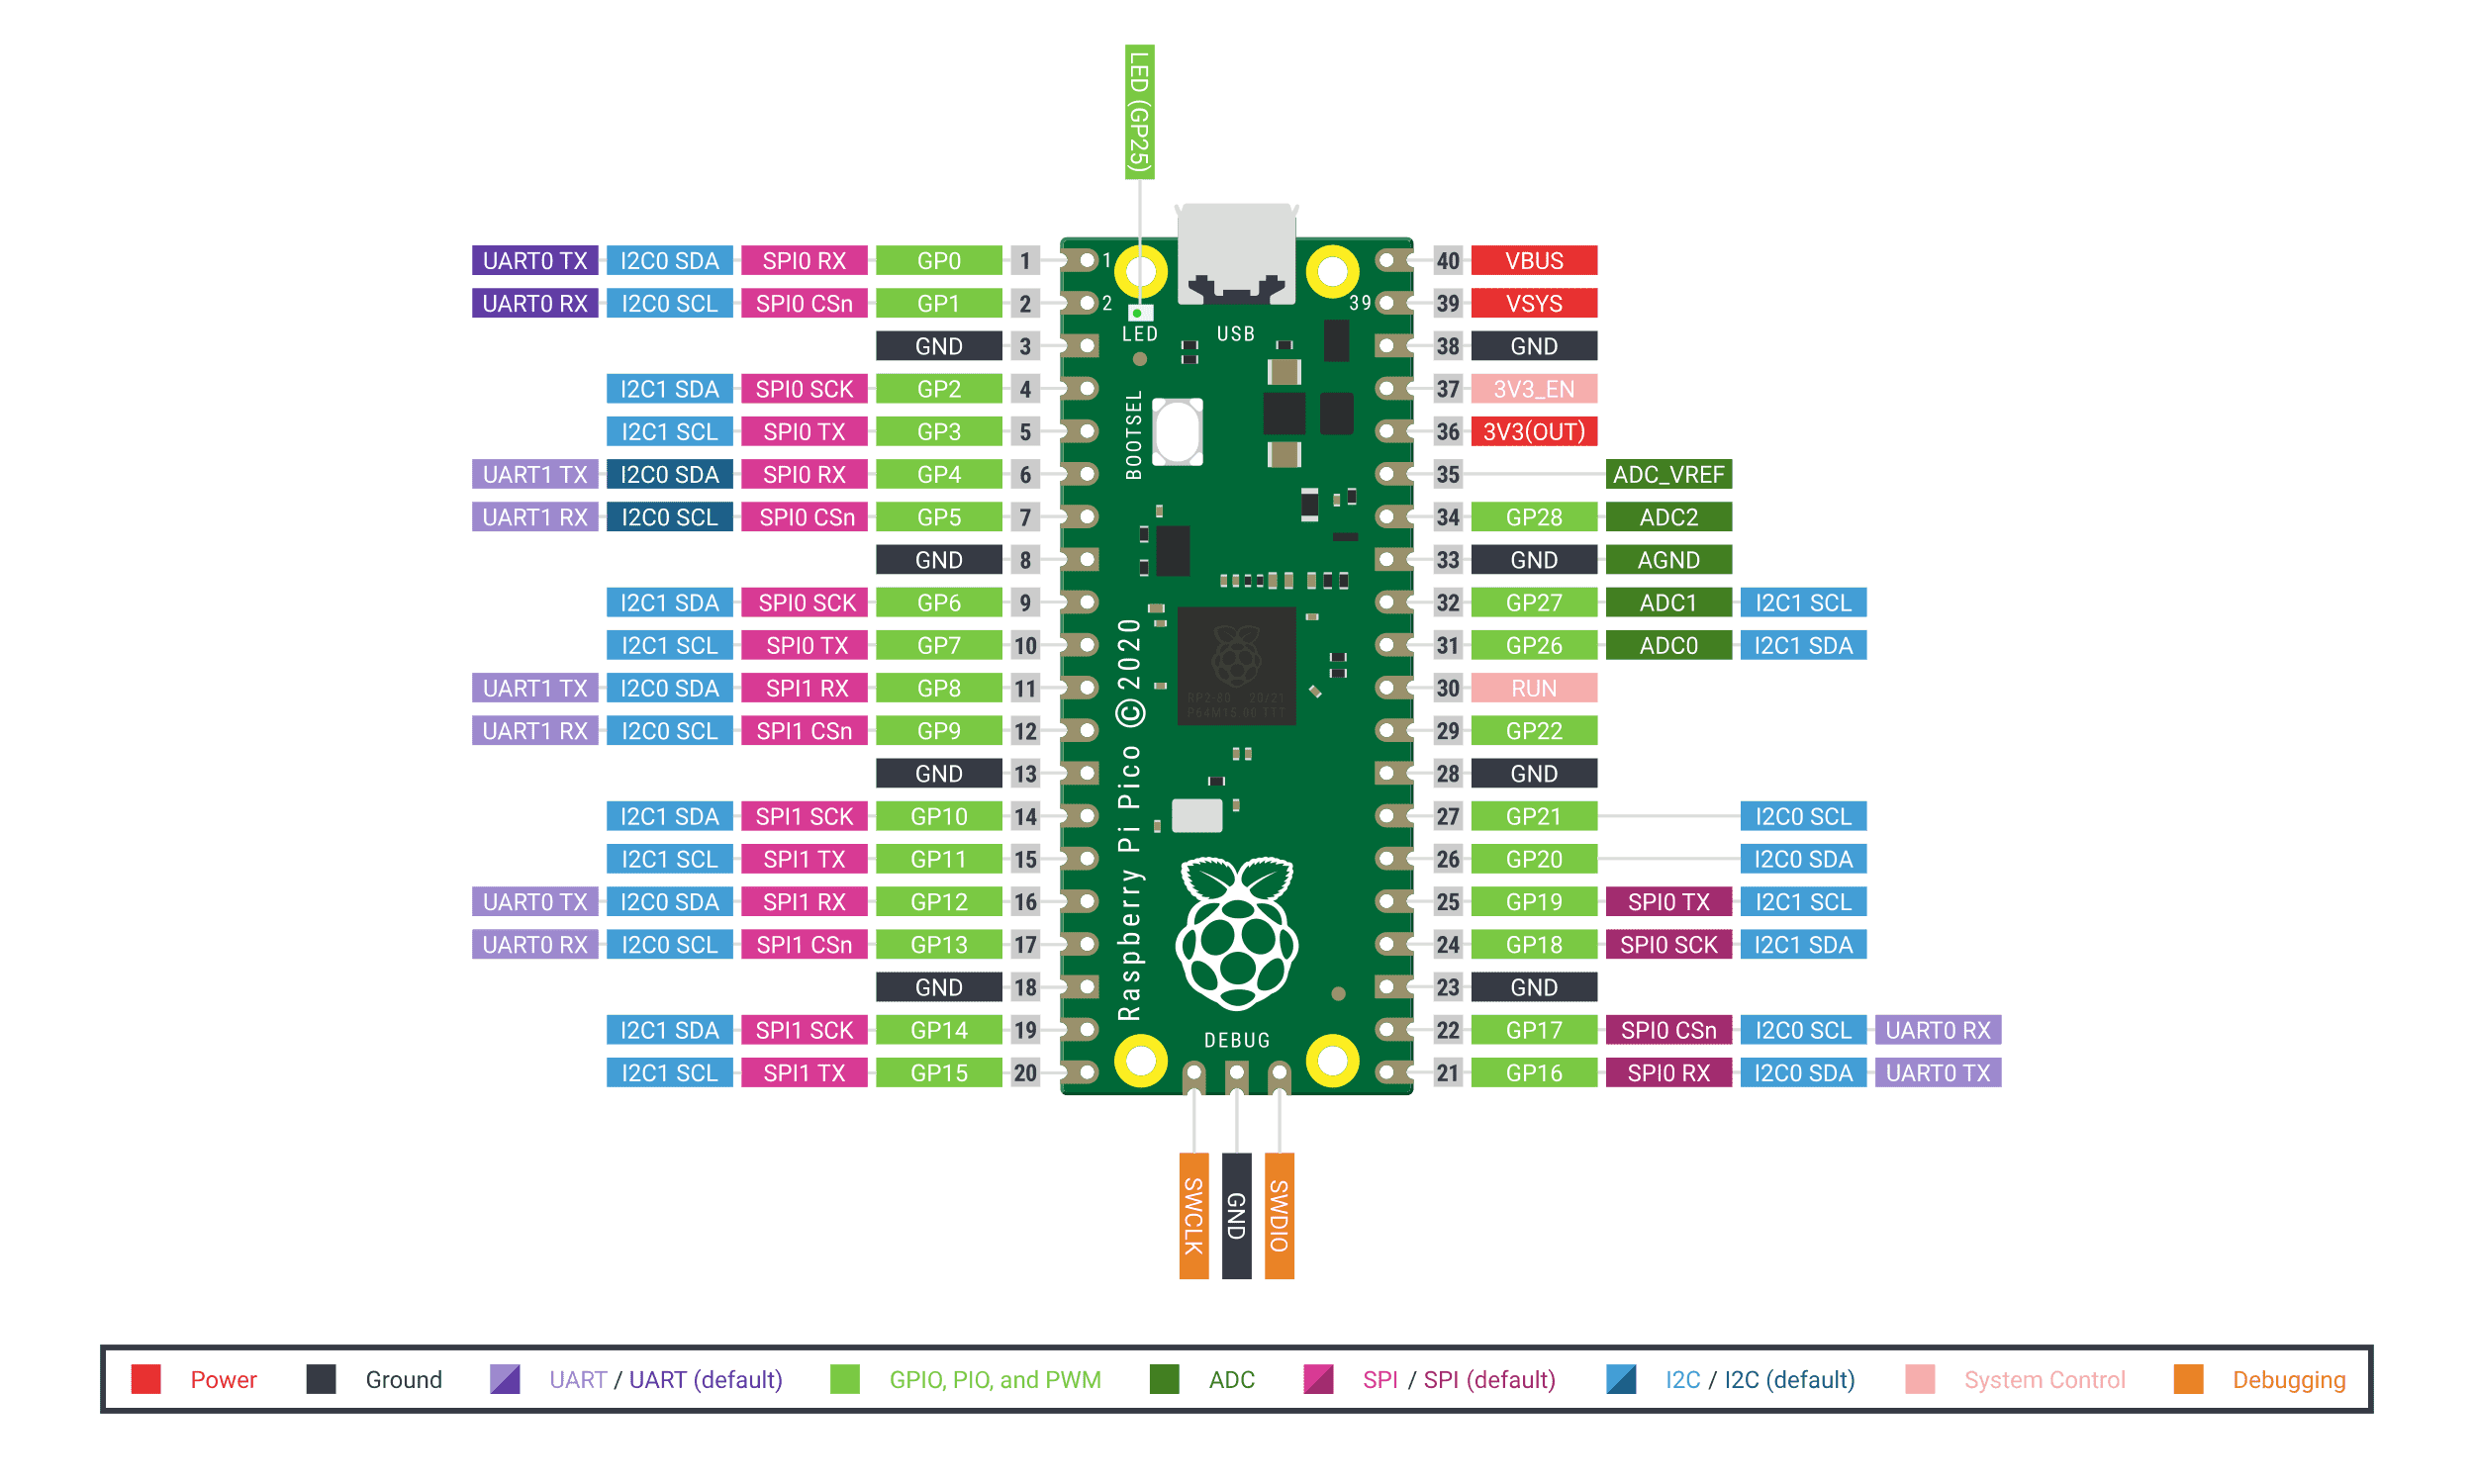 LED (GP25)
UART0 TX I2C0 SDA SPI0 RX GP0 1 1 40 VBUS
UART0 RX I2C0 SCL SPI0 CSn GP1 2 2 39 39 VSYS
GND 3 LED USB 38 GND
I2C1 SDA SPI0 SCK GP2 4 37 3V3_EN
I2C1 SCL SPI0 TX GP3 5 BOOTSEL 36 3V3(OUT)
UART1 TX I2C0 SDA SPI0 RX GP4 6 35 ADC_VREF
UART1 RX I2C0 SCL SPI0 CSn GP5 7 34 GP28 ADC2
GND 8 33 GND AGND
I2C1 SDA SPI0 SCK GP6 9 32 GP27 ADC1 I2C1 SCL
I2C1 SCL SPI0 TX GP7 10 31 GP26 ADC0 I2C1 SDA
UART1 TX I2C0 SDA SPI1 RX GP8 11 RP2-B0 20/21 30 RUN
P64M15.00 TTT
UART1 RX I2C0 SCL SPI1 CSn GP9 12 29 GP22
GND 13 28 GND
I2C1 SDA SPI1 SCK GP10 14 27 GP21 I2C0 SCL
I2C1 SCL SPI1 TX GP11 15 26 GP20 I2C0 SDA
UART0 TX I2C0 SDA SPI1 RX GP12 16 25 GP19 SPI0 TX I2C1 SCL
UART0 RX I2C0 SCL SPI1 CSn GP13 17 24 GP18 SPI0 SCK I2C1 SDA
GND 18 23 GND
Raspberry Pi Pico ©2020
I2C1 SDA SPI1 SCK GP14 19 DEBUG 22 GP17 SPI0 CSn I2C0 SCL UART0 RX
I2C1 SCL SPI1 TX GP15 20 21 GP16 SPI0 RX I2C0 SDA UART0 TX
SWCLK GND SWDIO
Power Ground UART / UART (default) GPIO, PIO, and PWM ADC SPI / SPI (default) I2C / I2C (default) System Control Debugging